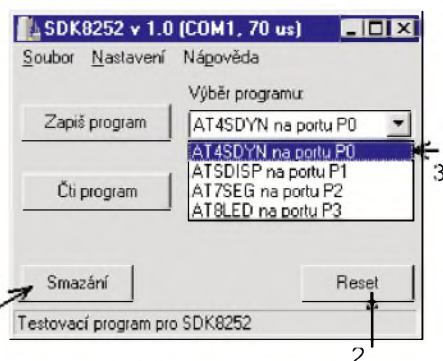 SDK8252 v 1.0 (COM1, 70 us)
Soubor Nastavení Nápověda
Výběr programu:
Zapiš program
AT4SDYN na portu P0
AT4SDYN na portu P0
3
ATSDISP na portu P1
Čti program
AT7SEG na portu P2
AT8LED na portu P3
Smazání
Reset
Testovací program pro SDK8252
2